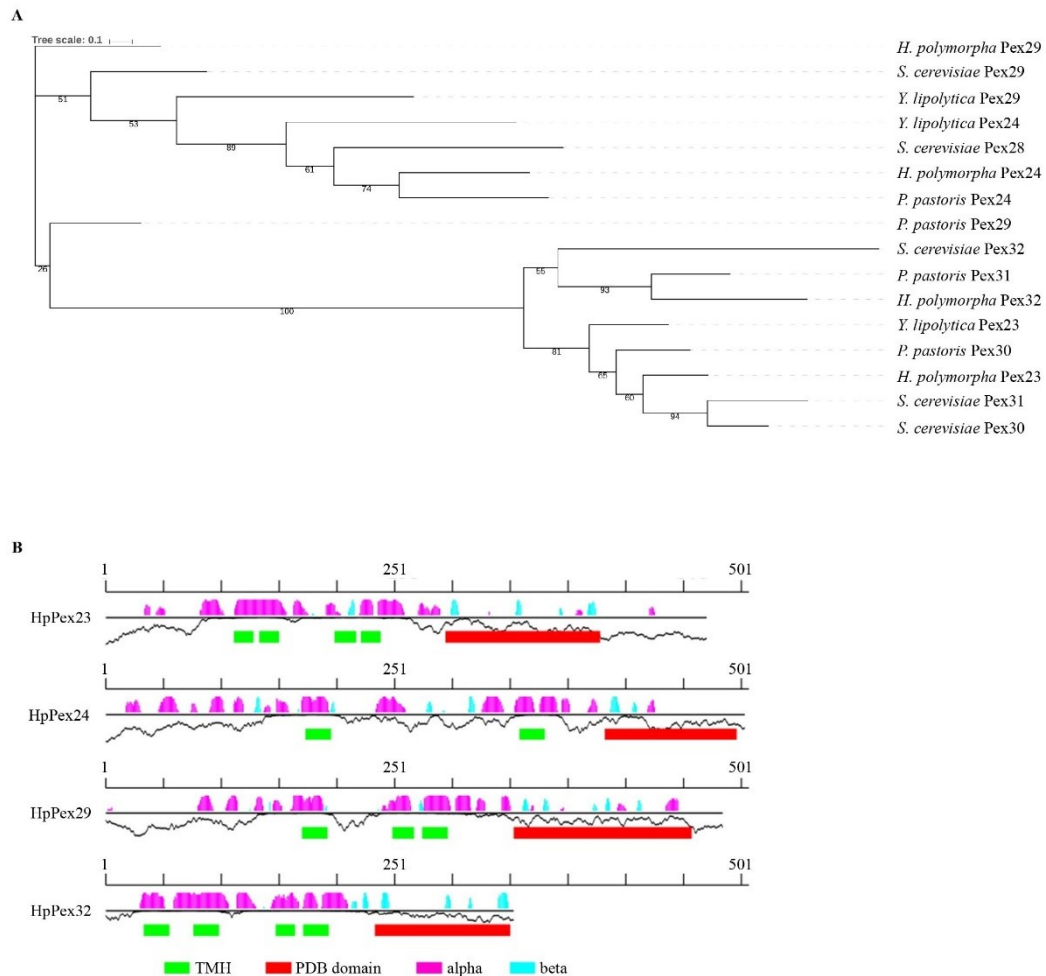 A
Tree scale: 0.1
H. polymorpha Pex29
S. cerevisiae Pex29
51
Y. lipolytica Pex29
53
Y. lipolytica Pex24
89
S. cerevisiae Pex28
61
H. polymorpha Pex24
74
P. pastoris Pex24
P. pastoris Pex29
S. cerevisiae Pex32
26
55
P. pastoris Pex31
93
H. polymorpha Pex32
100
Y. lipolytica Pex23
81
P. pastoris Pex30
65
H. polymorpha Pex23
60
S. cerevisiae Pex31
94
S. cerevisiae Pex30
B
1 251 501
HpPex23
1 251 501
HpPex24
1 251 501
HpPex29
1 251 501
HpPex32
TMH PDB domain alpha beta